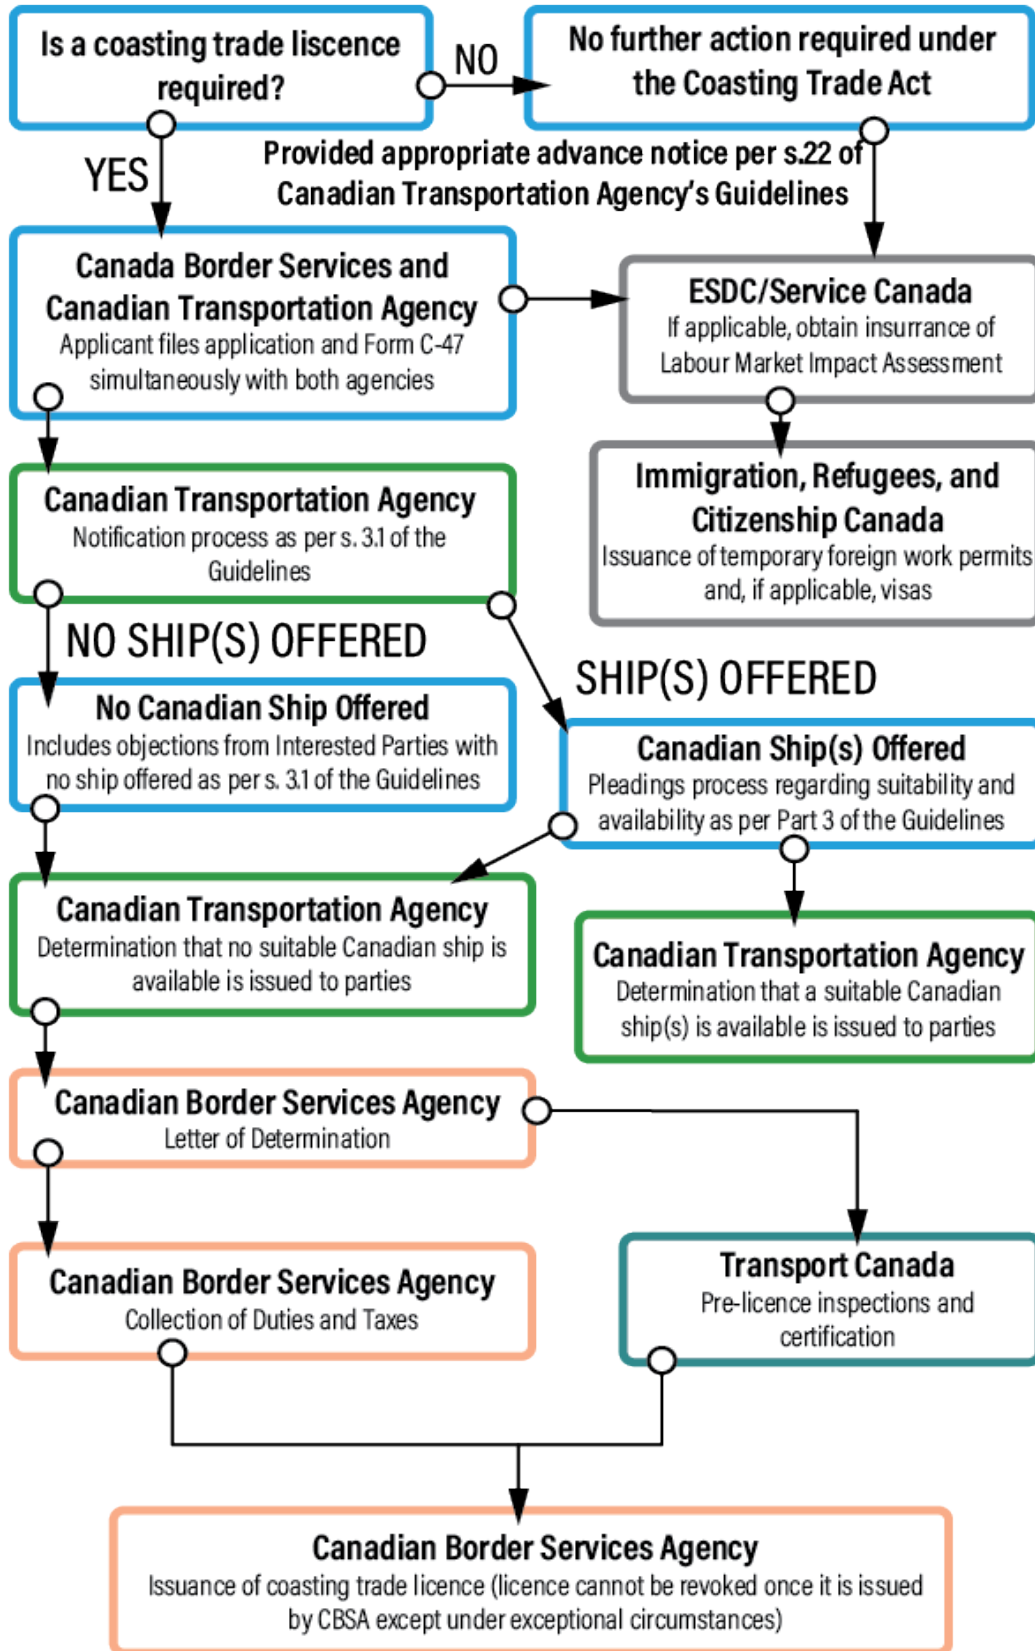 Is a coasting trade liscence
required?
NO
No further action required under
the Coasting Trade Act
YES
Provided appropriate advance notice per s.22 of
Canadian Transportation Agency's Guidelines
Canada Border Services and
Canadian Transportation Agency
Applicant files application and Form C-47
simultaneously with both agencies
ESDC/Service Canada
If applicable, obtain insurrance of
Labour Market Impact Assessment
Immigration, Refugees, and
Citizenship Canada
Issuance of temporary foreign work permits
and, if applicable, visas
Canadian Transportation Agency
Notification process as per s. 3.1 of the
Guidelines
NO SHIP(S) OFFERED
SHIP(S) OFFERED
No Canadian Ship Offered
Includes objections from Interested Parties with
no ship offered as per s. 3.1 of the Guidelines
Canadian Ship(s) Offered
Pleadings process regarding suitability and
availability as per Part 3 of the Guidelines
Canadian Transportation Agency
Determination that no suitable Canadian ship is
available is issued to parties
Canadian Transportation Agency
Determination that a suitable Canadian
ship(s) is available is issued to parties
Canadian Border Services Agency
Letter of Determination
Canadian Border Services Agency
Collection of Duties and Taxes
Transport Canada
Pre-licence inspections and
certification
Canadian Border Services Agency
Issuance of coasting trade licence (licence cannot be revoked once it is issued
by CBSA except under exceptional circumstances)